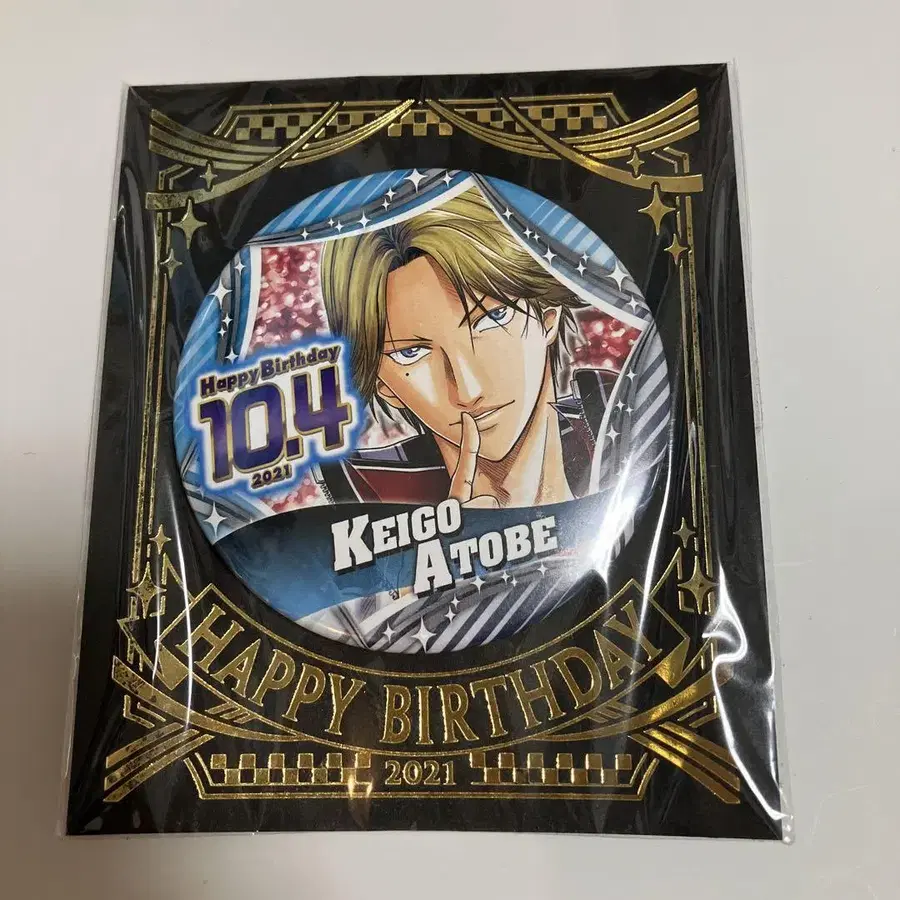 Happy Birthday
10.4
2021
KEIGO
ATOBE
HAPPY BIRTHDAY
2021